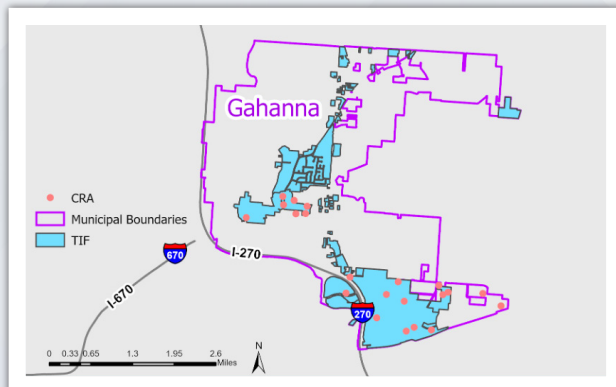 Gahanna
CRA
Municipal Boundaries
TIF
670
I-270
I-670
270
0 0.33 0.65 1.3 1.95 2.6
Miles
N